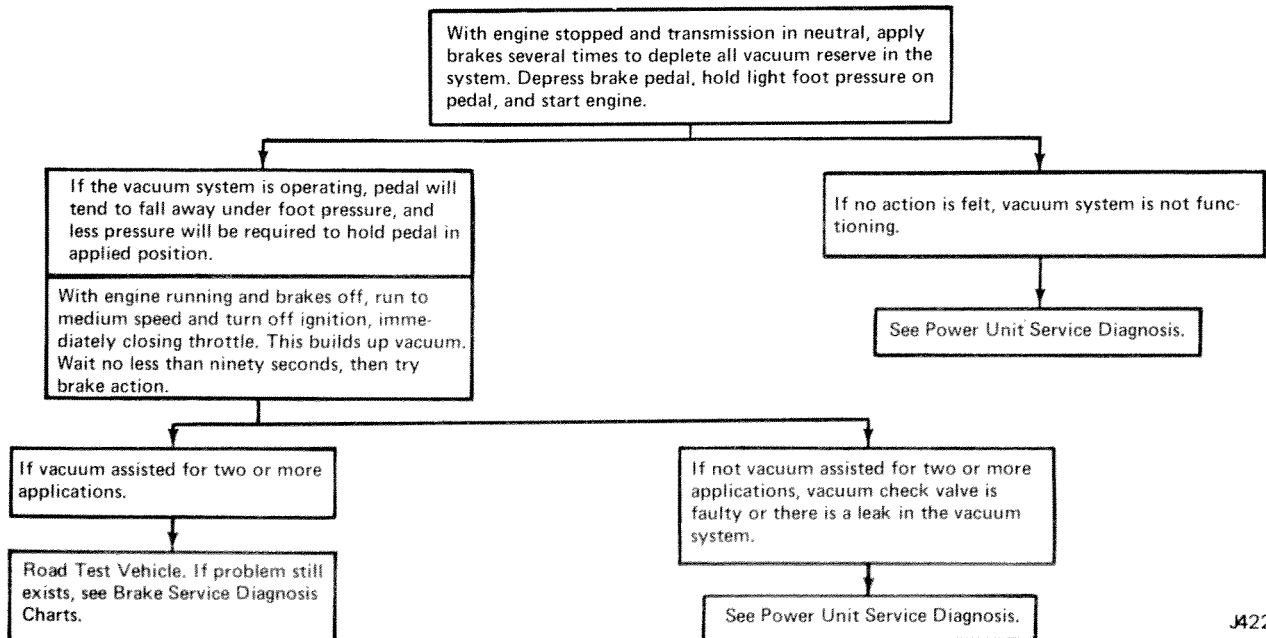 With engine stopped and transmission in neutral, apply
brakes several times to deplete all vacuum reserve in the
system. Depress brake pedal, hold light foot pressure on
pedal, and start engine.
If the vacuum system is operating, pedal will
tend to fall away under foot pressure, and
less pressure will be required to hold pedal in
applied position.
If no action is felt, vacuum system is not func-
tioning.
With engine running and brakes off, run to
medium speed and turn off ignition, imme-
diately closing throttle. This builds up vacuum.
Wait no less than ninety seconds, then try
brake action.
See Power Unit Service Diagnosis.
If vacuum assisted for two or more
applications.
If not vacuum assisted for two or more
applications, vacuum check valve is
faulty or there is a leak in the vacuum
system.
Road Test Vehicle. If problem still
exists, see Brake Service Diagnosis
Charts.
See Power Unit Service Diagnosis.
J422